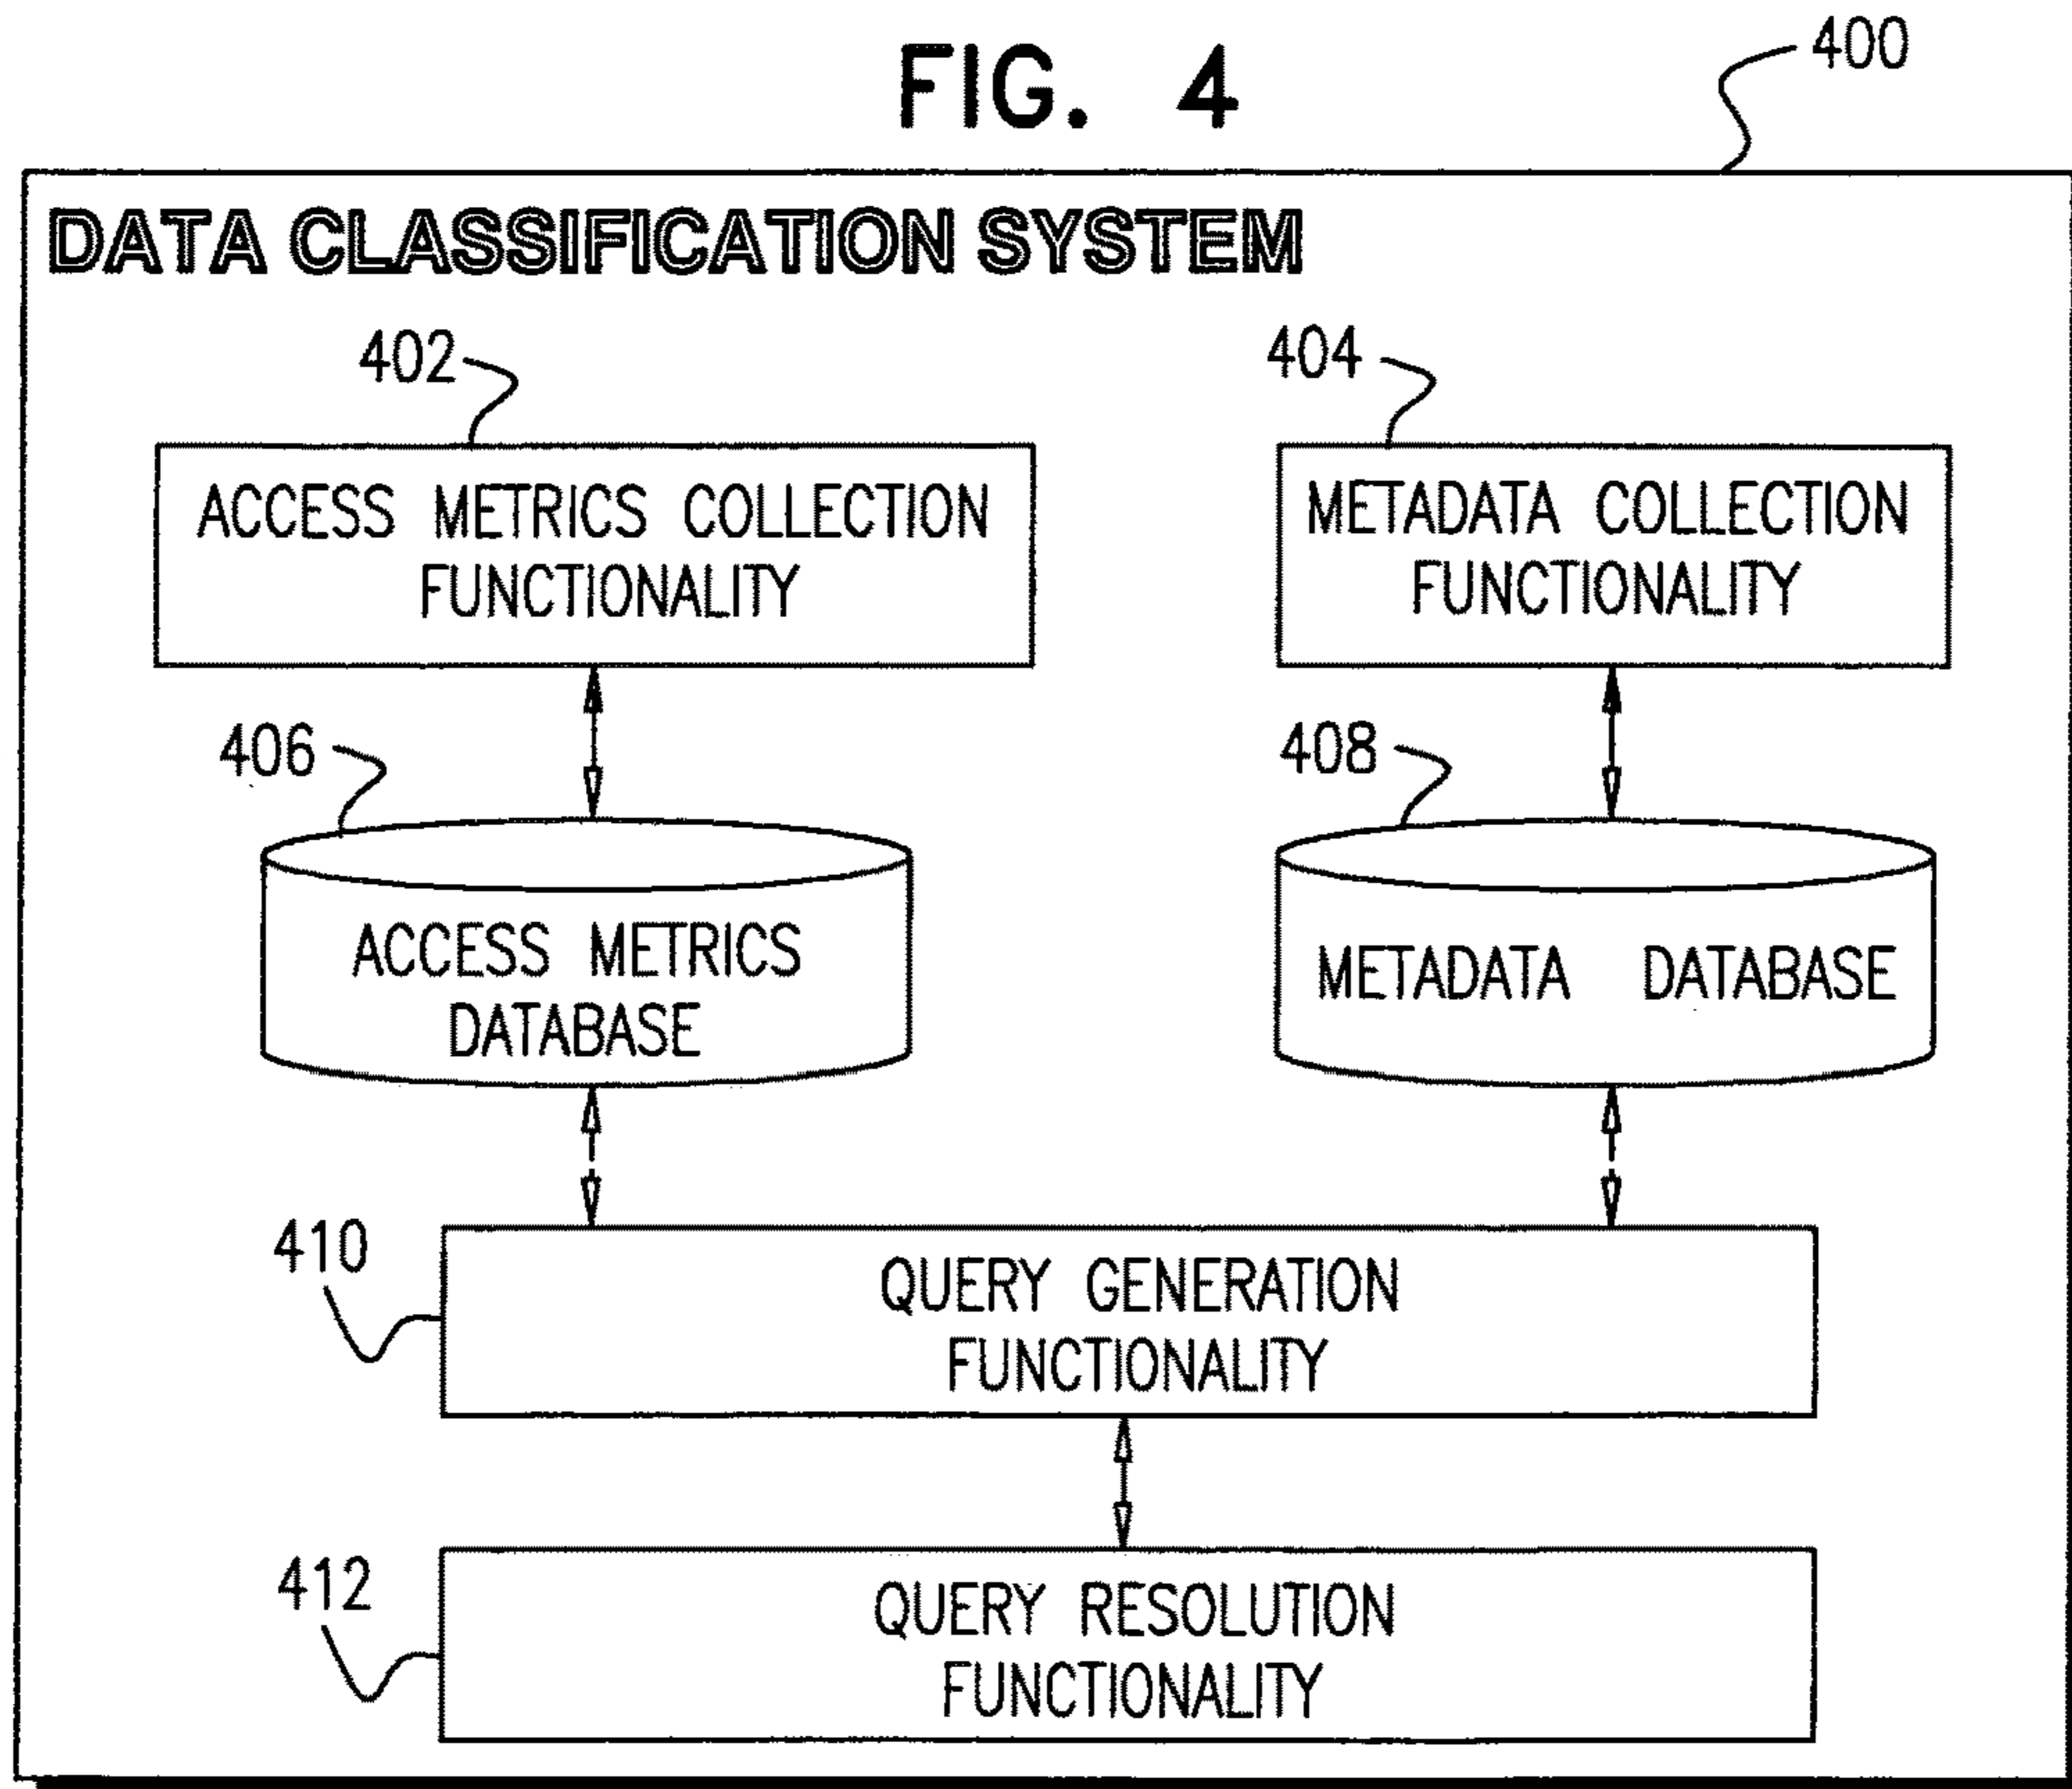 FIG. 4
400
DATA CLASSIFICATION SYSTEM
402
ACCESS METRICS COLLECTION
FUNCTIONALITY
404
METADATA COLLECTION
FUNCTIONALITY
406
ACCESS METRICS
DATABASE
408
METADATA DATABASE
410
QUERY GENERATION
FUNCTIONALITY
412
QUERY RESOLUTION
FUNCTIONALITY